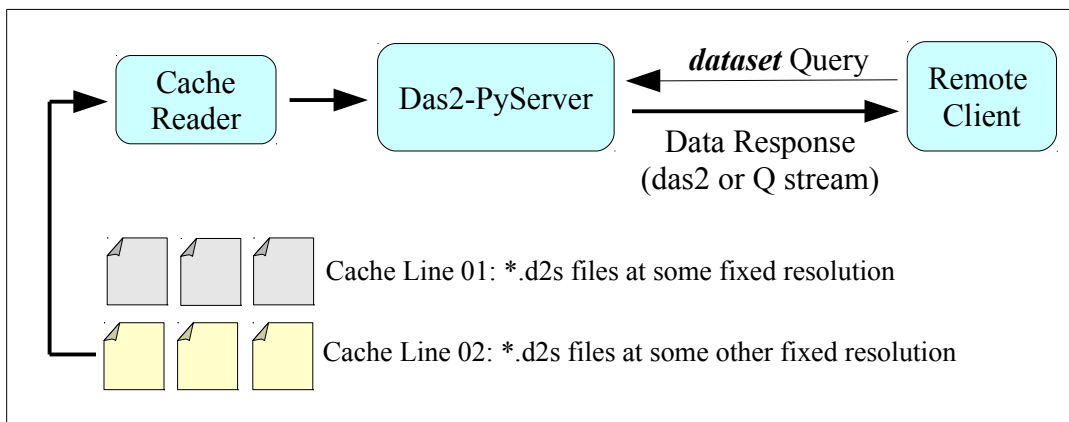 Cache
Reader
Das2-PyServer
dataset Query
Remote
Client
Data Response
(das2 or Q stream)
Cache Line 01: *.d2s files at some fixed resolution
Cache Line 02: *.d2s files at some other fixed resolution